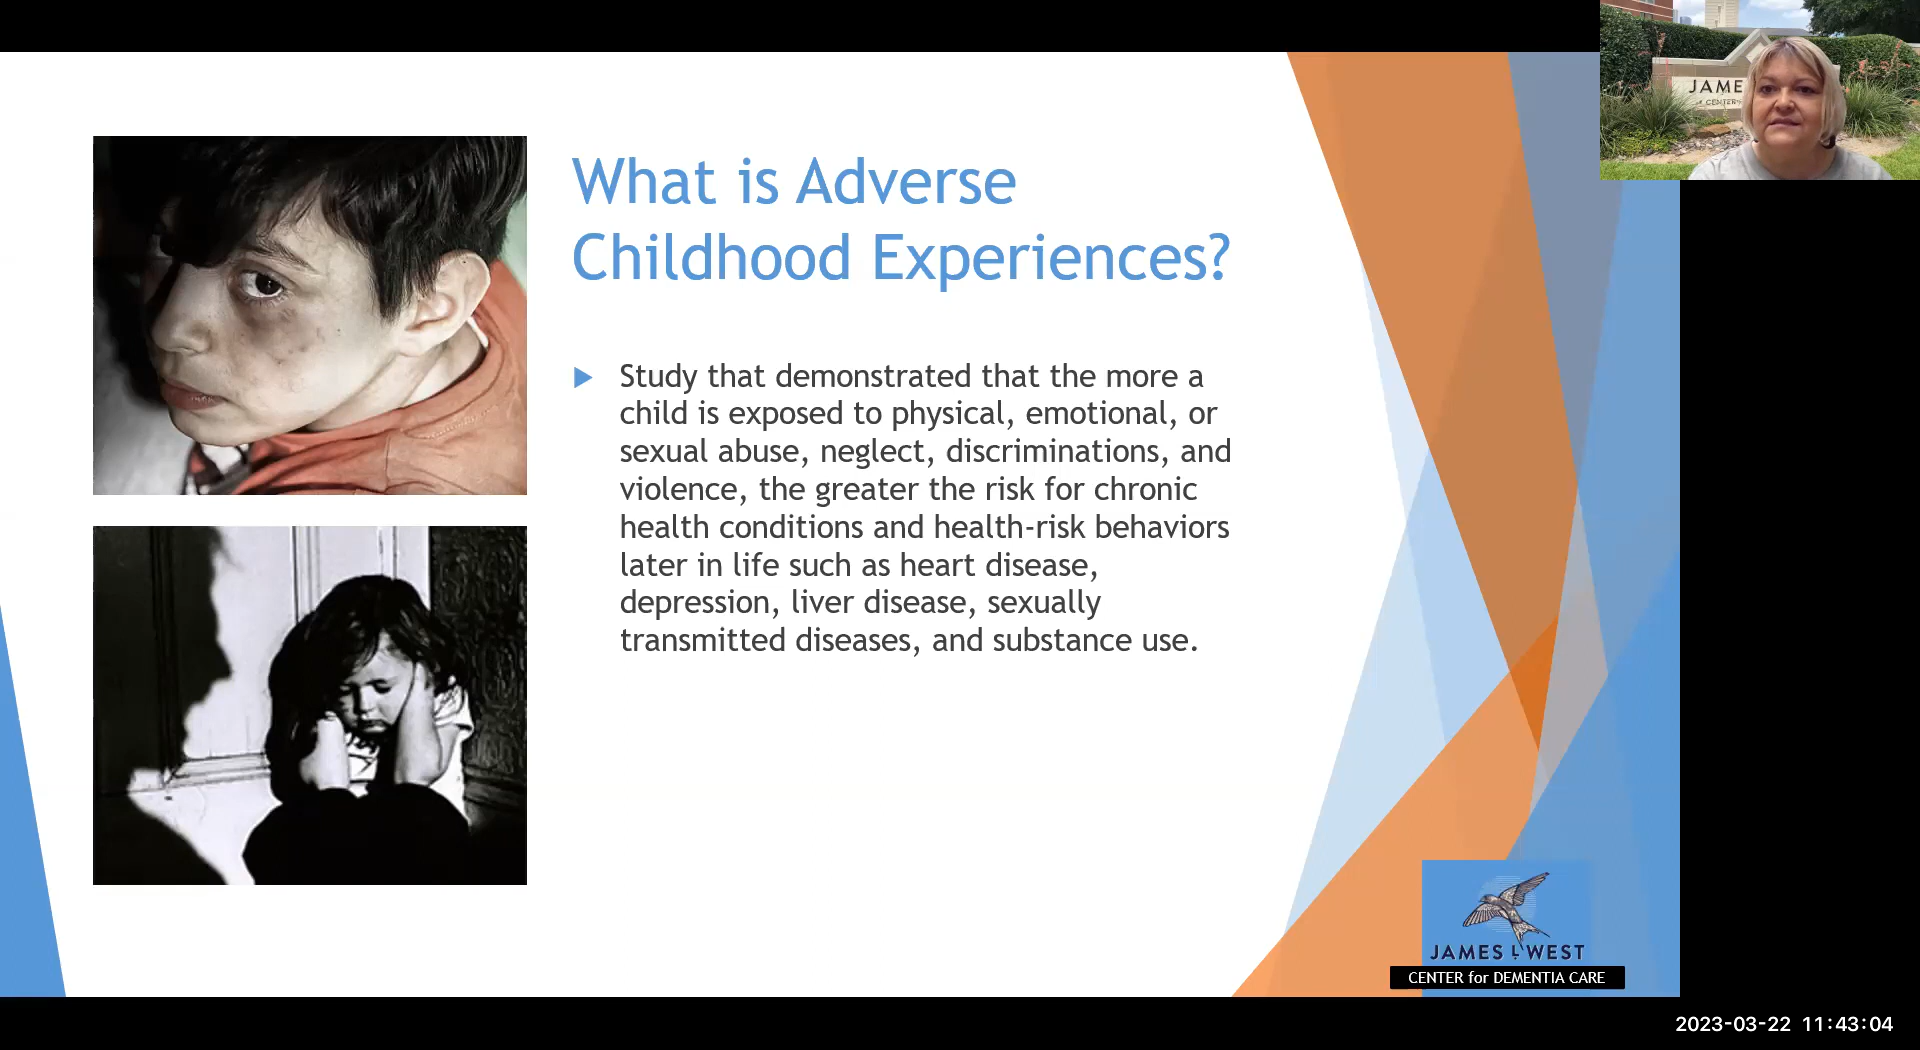 JAME
CENTER
What is Adverse
Childhood Experiences?
Study that demonstrated that the more a
child is exposed to physical, emotional, or
sexual abuse, neglect, discriminations, and
violence, the greater the risk for chronic
health conditions and health-risk behaviors
later in life such as heart disease,
depression, liver disease, sexually
transmitted diseases, and substance use.
JAMES L WEST
CENTER for DEMENTIA CARE
2023-03-22 11:43:04